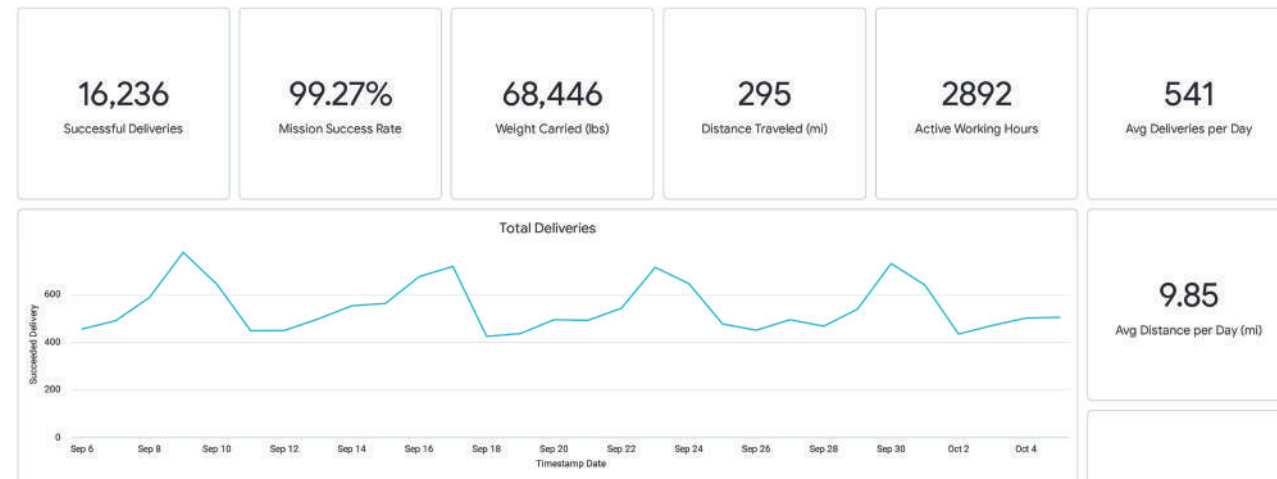 16,236
Successful Deliveries
99.27%
Mission Success Rate
68,446
Weight Carried (lbs)
295
Distance Traveled (mi)
2892
Active Working Hours
541
Avg Deliveries per Day
Total Deliveries
Succeeded Delivery
600
400
200
0
Sep 6 Sep 8 Sep 10 Sep 12 Sep 14 Sep 16 Sep 18 Sep 20 Sep 22 Sep 24 Sep 26 Sep 28 Sep 30 Oct 2 Oct 4
Timestamp Date
9.85
Avg Distance per Day (mi)